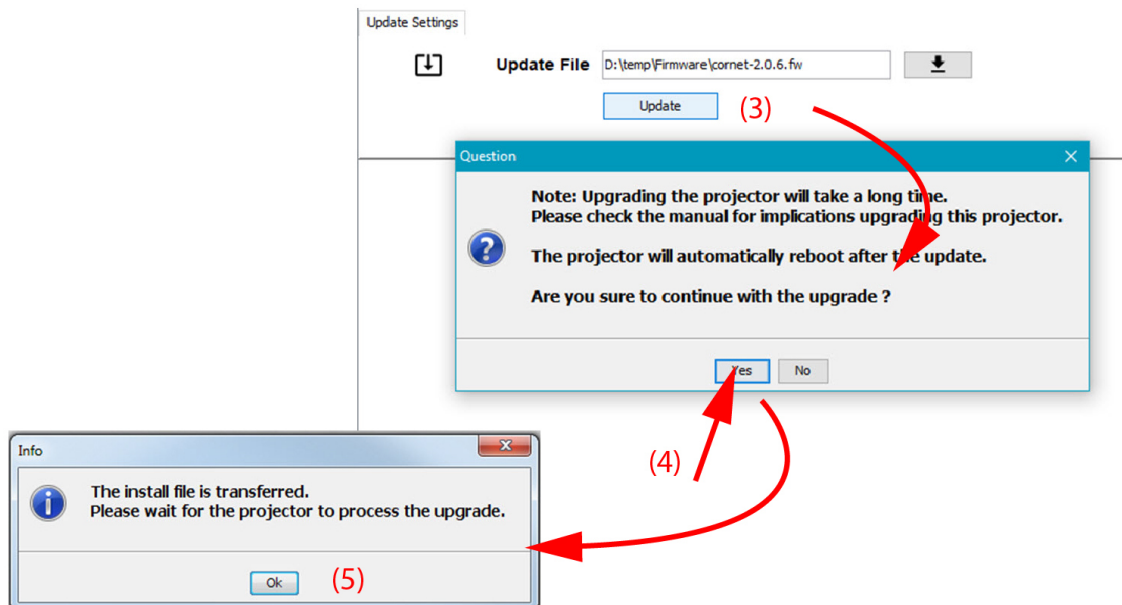 Update Settings
Update File D:\temp\Firmware\cornet-2.0.6.fw
Update (3)
Question
Note: Upgrading the projector will take a long time.
Please check the manual for implications upgrading this projector.
The projector will automatically reboot after the update.
Are you sure to continue with the upgrade ?
Yes No
(4)
Info
The install file is transferred.
Please wait for the projector to process the upgrade.
Ok (5)